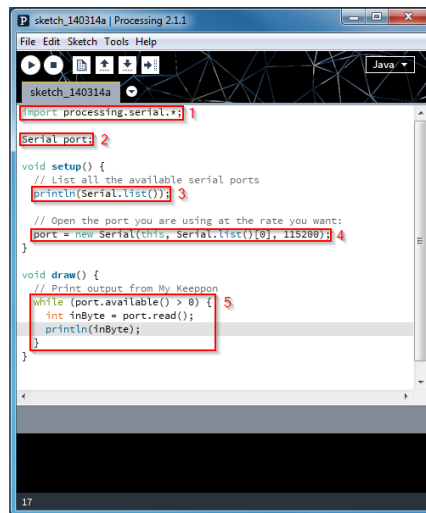 sketch_140314a | Processing 2.1.1
File Edit Sketch Tools Help
Java
sketch_140314a
import processing.serial.*; 1
Serial port; 2
void setup() {
// List all the available serial ports
println(Serial.list()); 3
// Open the port you are using at the rate you want:
port = new Serial(this, Serial.list()[0], 115200); 4
}
void draw() {
// Print output from My Keepon
while (port.available() > 0) { 5
int inByte = port.read();
println(inByte);
}
}
17